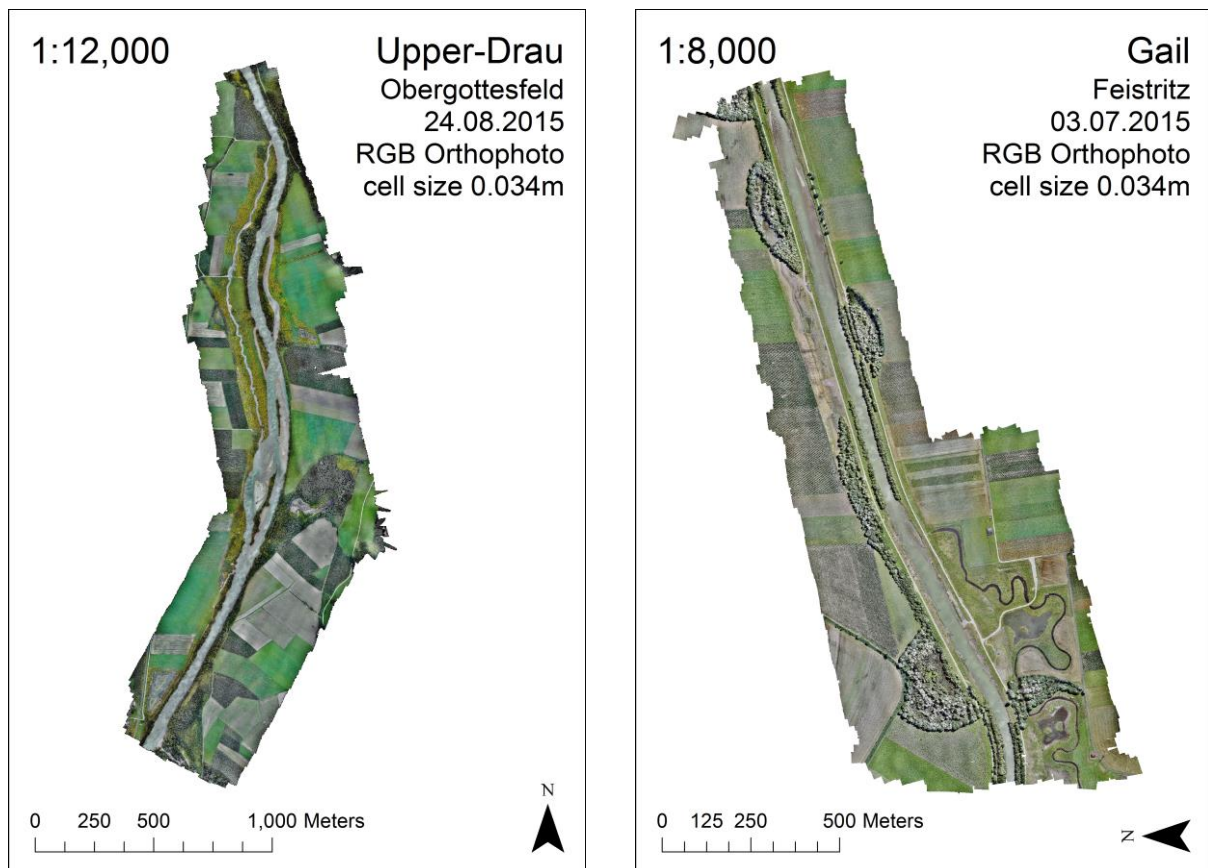 1:12,000
Upper-Drau
Obergottesfeld
24.08.2015
RGB Orthophoto
cell size 0.034m
N
0 250 500 1,000 Meters
1:8,000
Gail
Feistritz
03.07.2015
RGB Orthophoto
cell size 0.034m
N
0 125 250 500 Meters